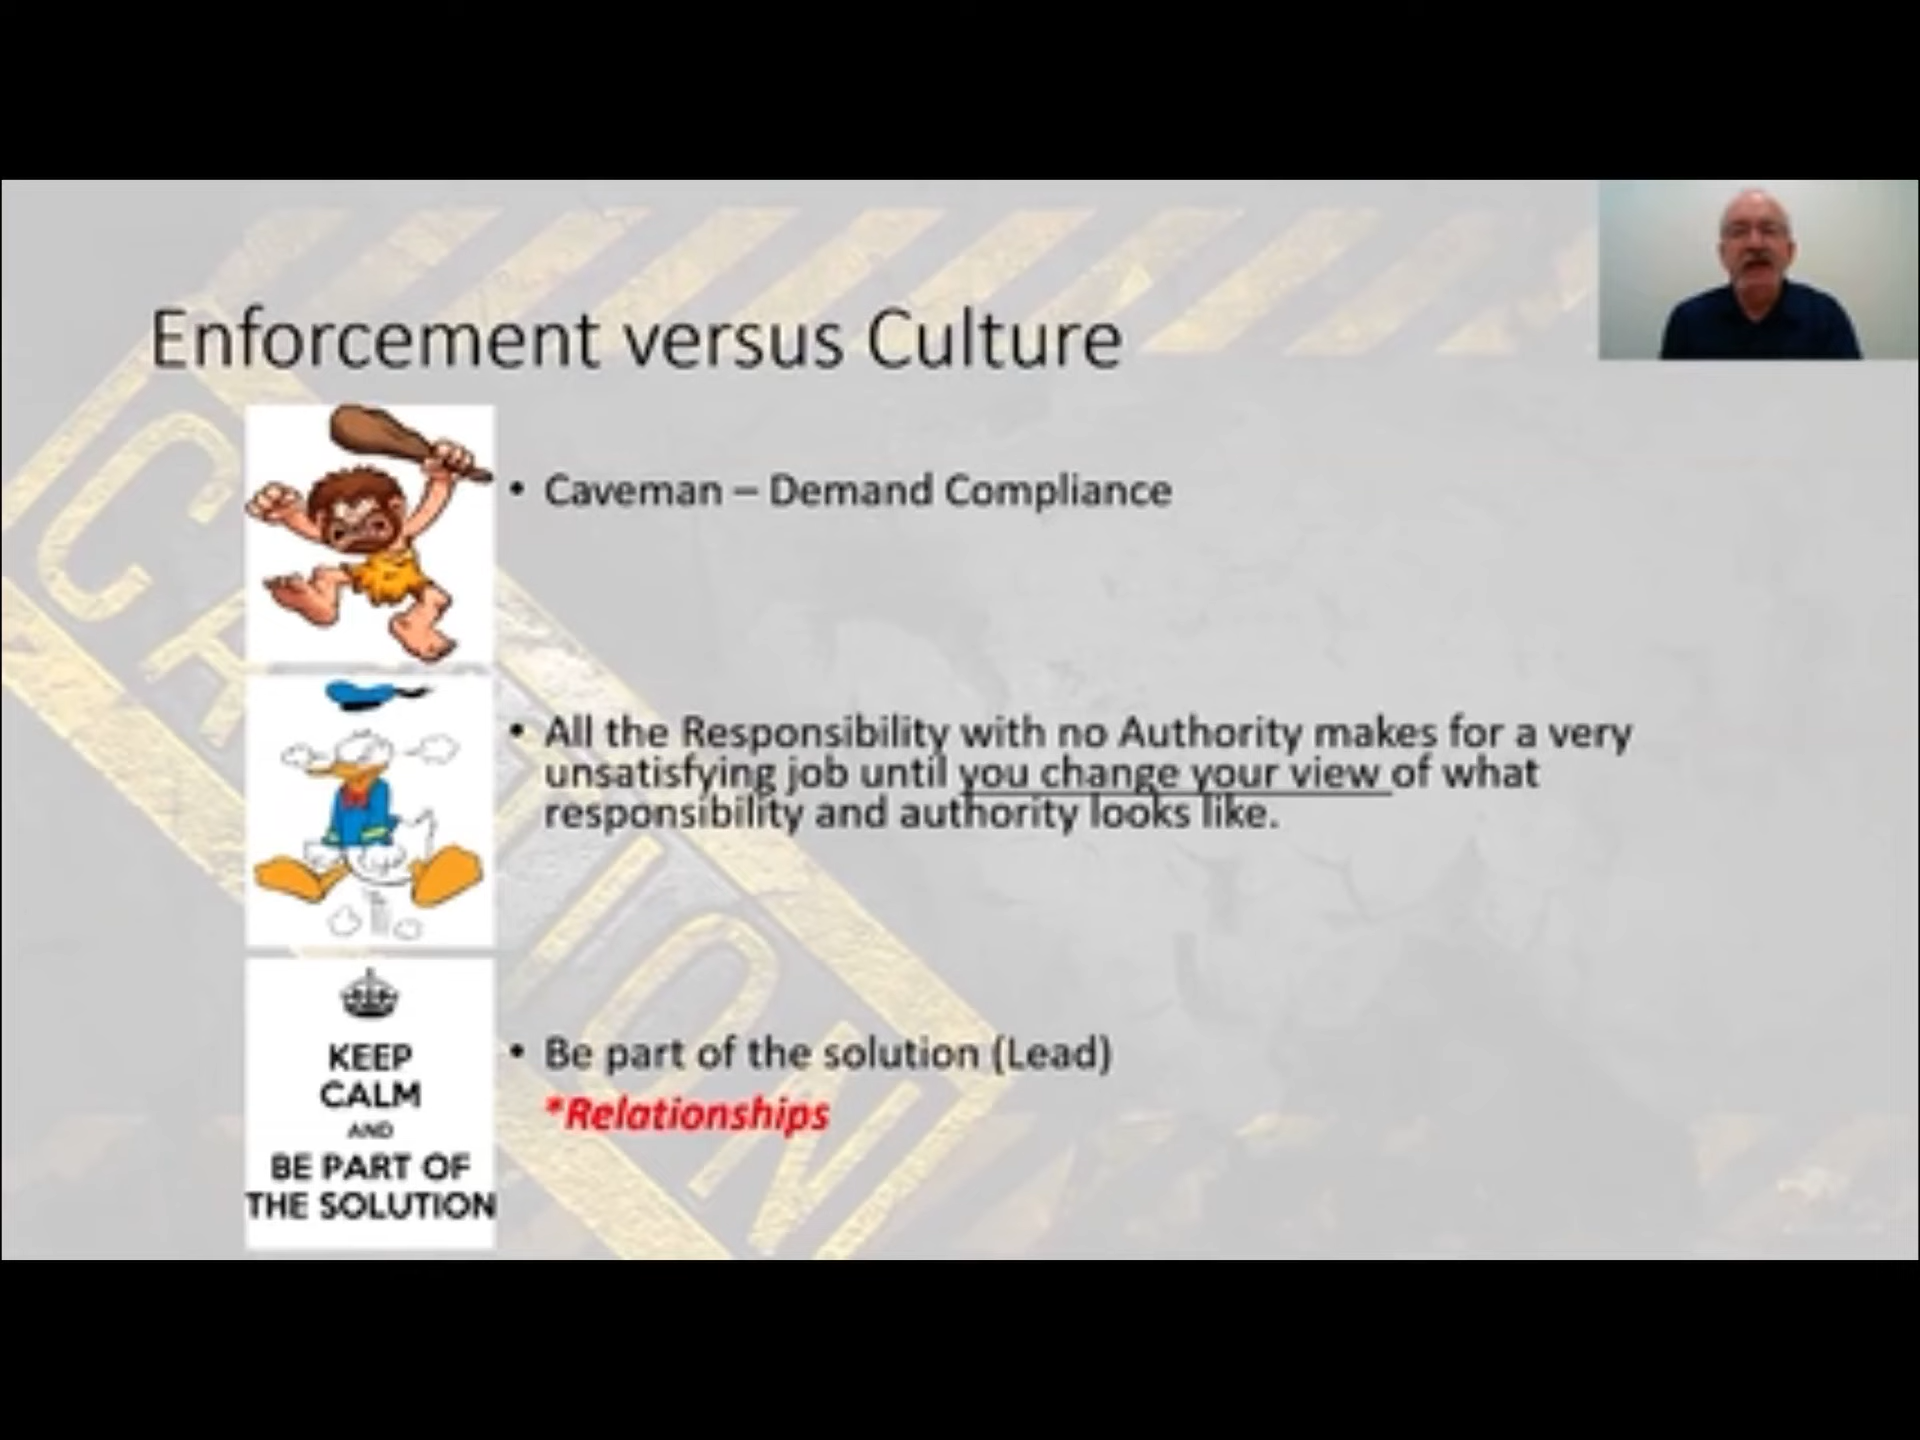 Enforcement versus Culture
• Caveman – Demand Compliance
• All the Responsibility with no Authority makes for a very
unsatisfying job until you change your view of what
responsibility and authority looks like.
KEEP
CALM
AND
BE PART OF
THE SOLUTION
• Be part of the solution (Lead)
*Relationships
CAUTION